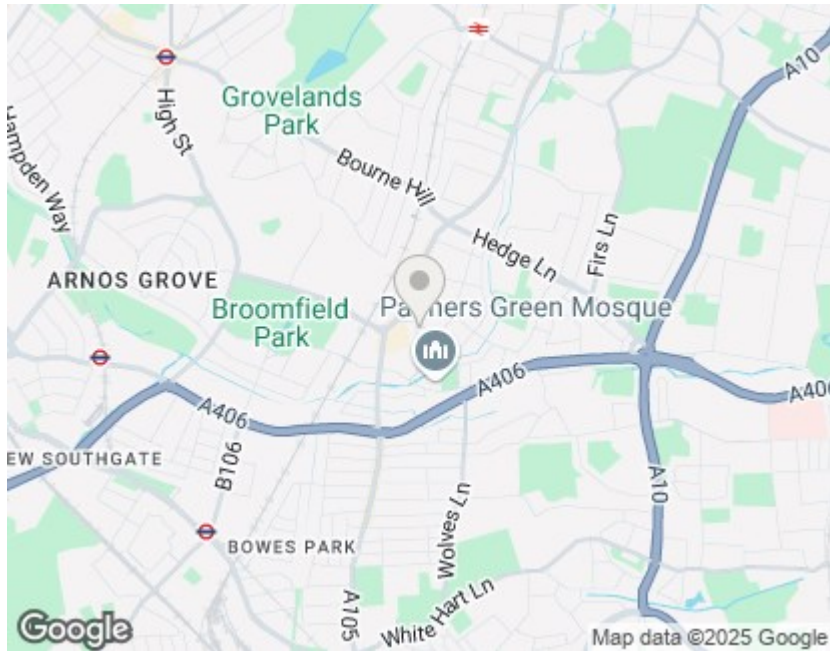 A10
Grovelands
Park
High St
Hampden Way
Bourne Hill
Firs Ln
Hedge Ln
ARNOS GROVE
Broomfield
Park
Palmers Green Mosque
A406
A406
A406
EW SOUTHGATE
B106
A10
BOWES PARK
Wolves Ln
A105
White Hart Ln
Google
Map data ©2025 Google